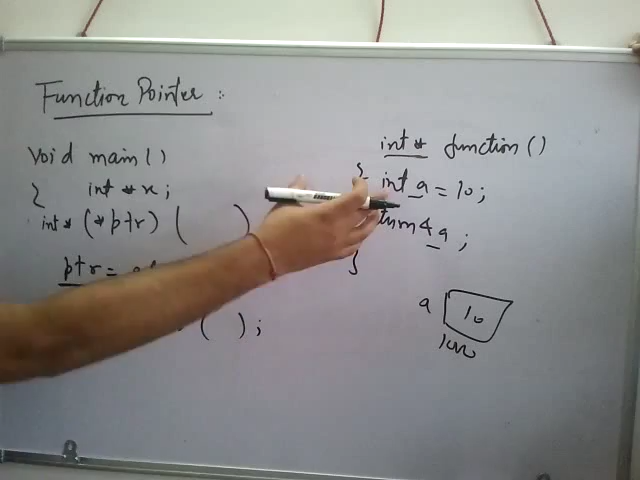 Function Pointer :
void main()
{ int *x;
int* (*ptr) ( )
ptr =
( );
int* function()
{ int a = 10;
&a ;
}
a 10
1000